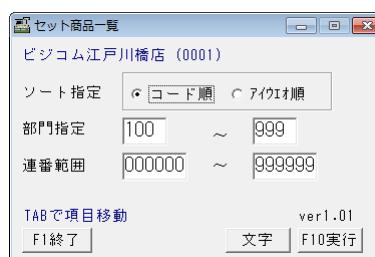 セット商品一覧
ビジコム江戸川橋店 (0001)
ソート指定 コード順 ｱｲｳｴｵ順
部門指定 100 ～ 999
連番範囲 000000 ～ 999999
TABで項目移動 ver1.01
F1終了 文字 F10実行